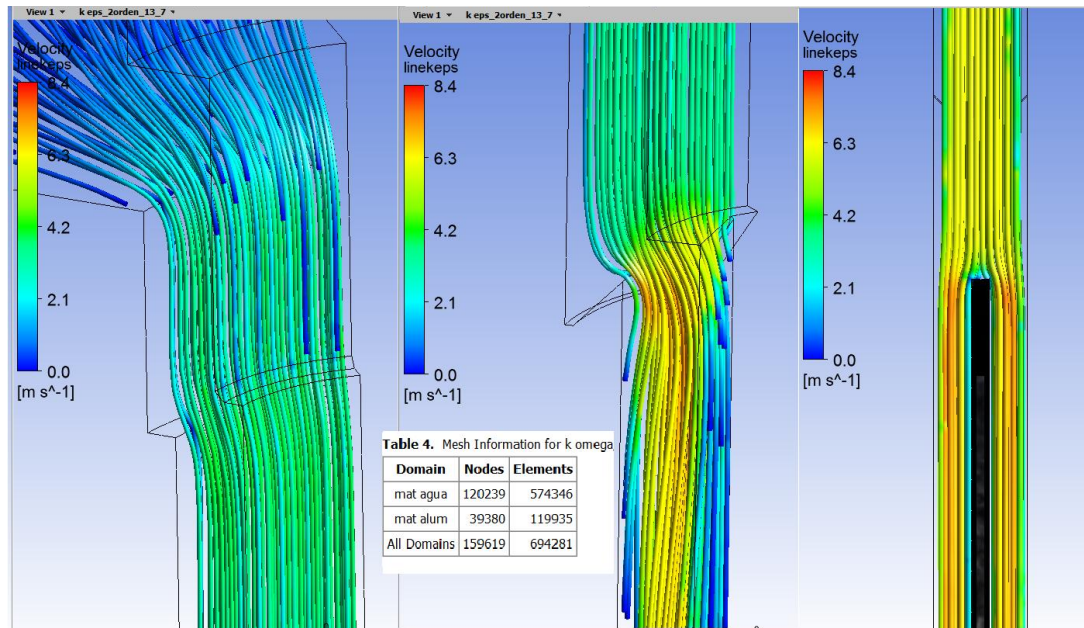 View 1 k eps_2orden_13_7
Velocity
linekeps
8.4
6.3
4.2
2.1
0.0
[m s^-1]
View 1 k eps_2orden_13_7
Velocity
linekeps
8.4
6.3
4.2
2.1
0.0
[m s^-1]
Velocity
linekeps
8.4
6.3
4.2
2.1
0.0
[m s^-1]
Table 4. Mesh Information for k omega
Domain Nodes Elements
mat agua 120239 574346
mat alum 39380 119935
All Domains 159619 694281